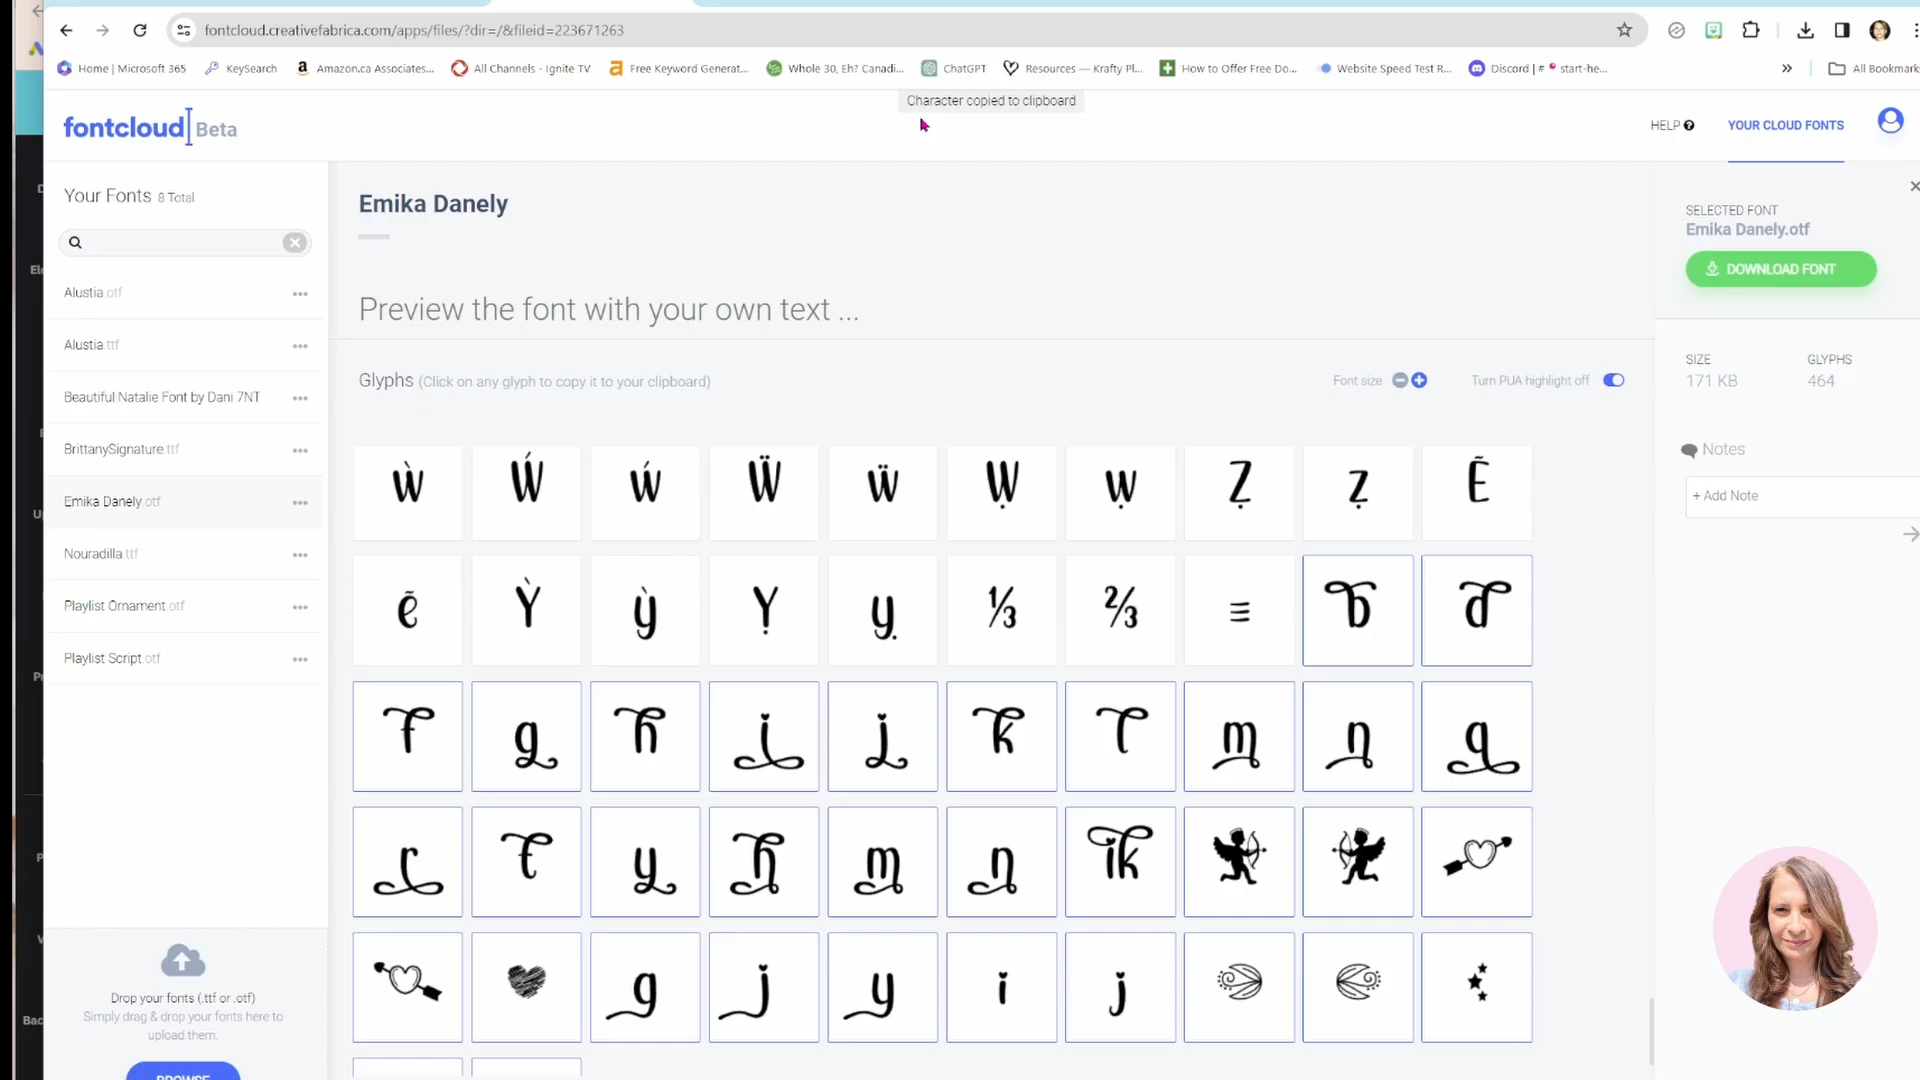 fontcloud.creativefabrica.com/apps/files/?dir=/&fileid=223671263
Home | Microsoft 365
KeySearch
Amazon.ca Associates...
All Channels - Ignite TV
Free Keyword Generat...
Whole 30, Eh? Canadi...
ChatGPT
Resources — Krafty Pl...
How to Offer Free Do...
Website Speed Test R...
Discord | # start-he...
»
All Bookmark
Character copied to clipboard
fontcloud Beta
HELP
YOUR CLOUD FONTS
Your Fonts 8 Total
Alustia.otf
Alustia.ttf
Beautiful Natalie Font by Dani 7NT
BrittanySignature.ttf
Emika Danely.otf
Nouradilla.ttf
Playlist Ornament.otf
Playlist Script.otf
Drop your fonts (.ttf or .otf)
Simply drag & drop your fonts here to
upload them.
BROWSE
Emika Danely
Preview the font with your own text ...
Glyphs (Click on any glyph to copy it to your clipboard)
Font size
Turn PUA highlight off
ẁ Ẃ ẃ Ẅ ẅ Ẉ ẉ Ẓ ẓ Ẽ
ẽ Ỳ ỳ Ỵ ỵ ⅓ ⅔ ≡ b d
f g h i j k l m n q
r t y h m n ik
g j y i j
SELECTED FONT
Emika Danely.otf
DOWNLOAD FONT
SIZE
171 KB
GLYPHS
464
Notes
+ Add Note